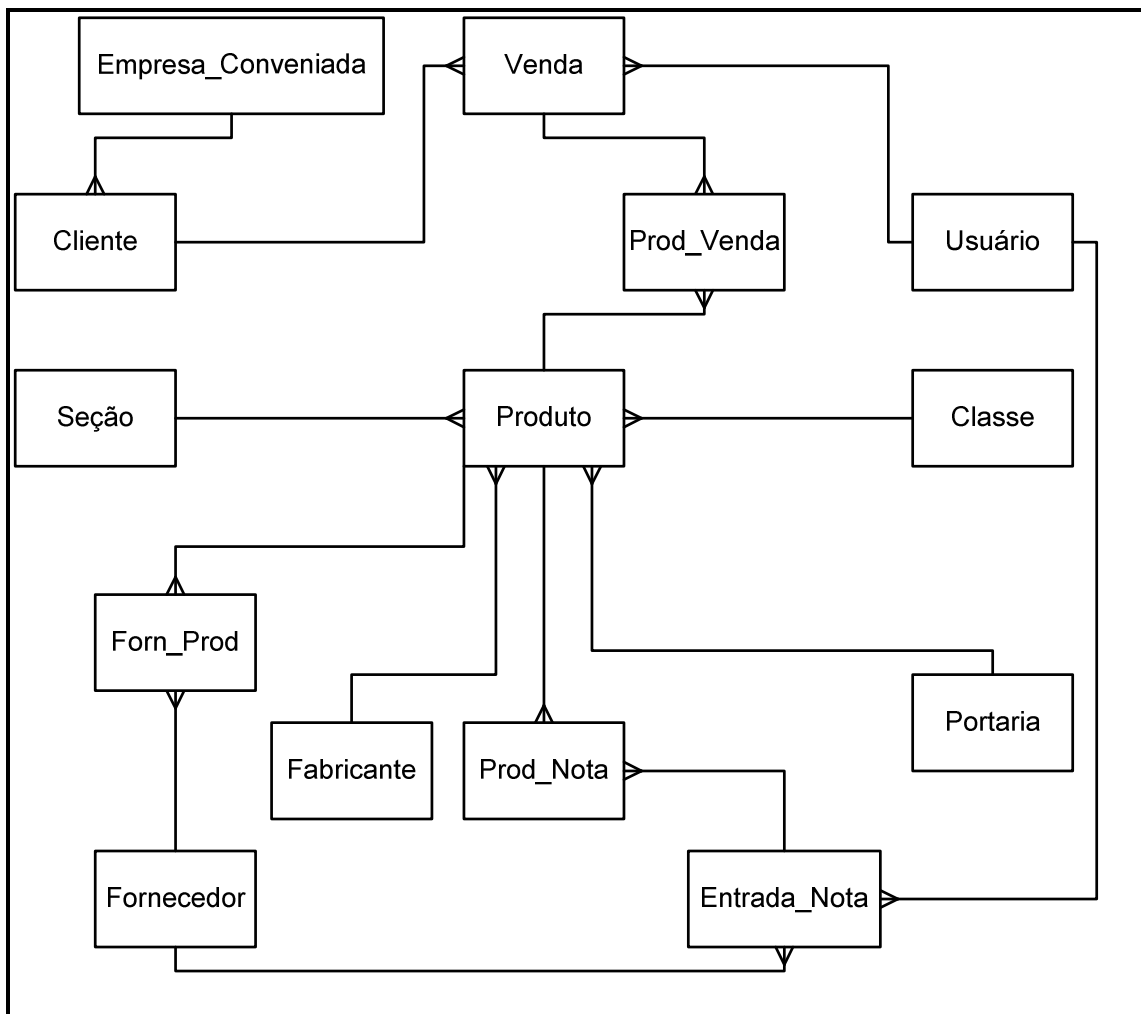 Empresa_Conveniada
Venda
Cliente
Prod_Venda
Usuário
Seção
Produto
Classe
Forn_Prod
Fabricante
Prod_Nota
Portaria
Fornecedor
Entrada_Nota